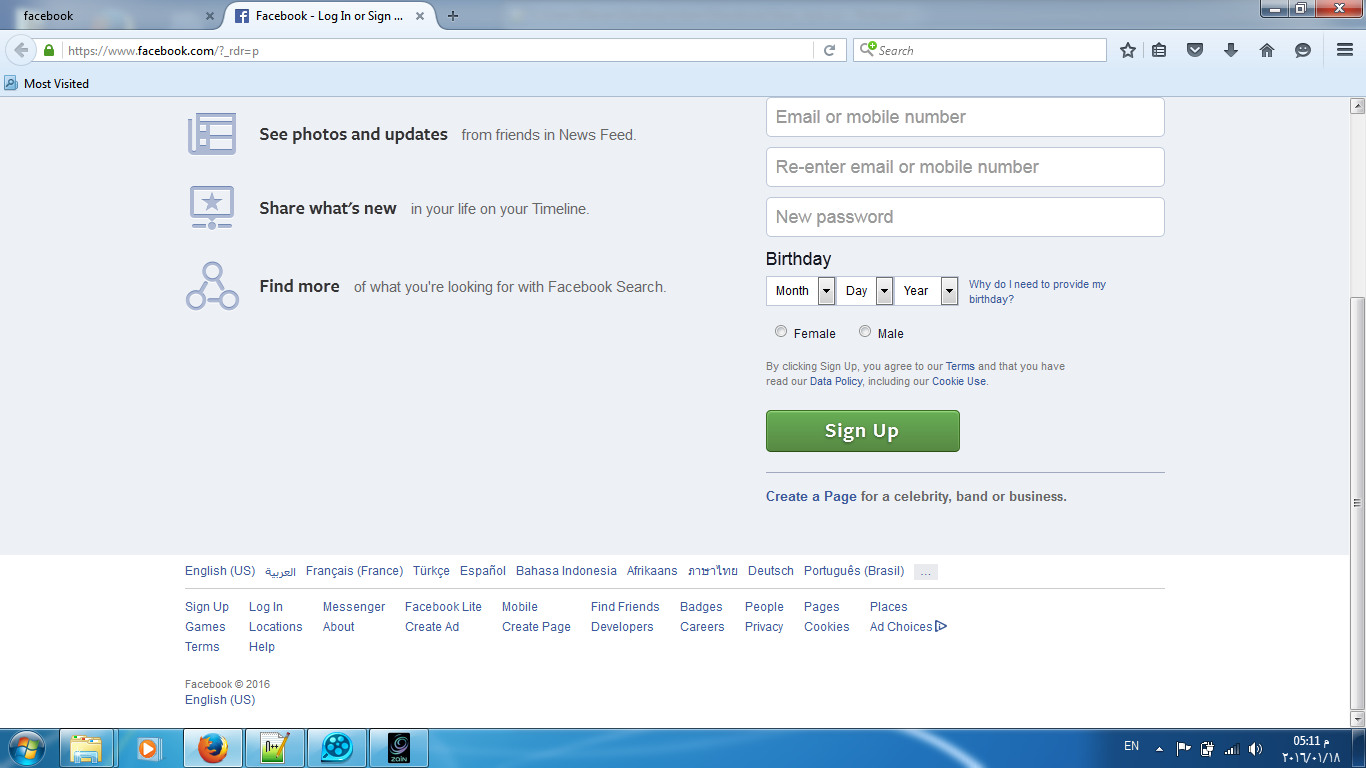 facebook
Facebook - Log In or Sign ...
https://www.facebook.com/?_rdr=p
Search
Most Visited
See photos and updates from friends in News Feed.
Share what's new in your life on your Timeline.
Find more of what you're looking for with Facebook Search.
Email or mobile number
Re-enter email or mobile number
New password
Birthday
Month Day Year
Why do I need to provide my
birthday?
Female Male
By clicking Sign Up, you agree to our Terms and that you have
read our Data Policy, including our Cookie Use.
Sign Up
Create a Page for a celebrity, band or business.
English (US) العربية Français (France) Türkçe Español Bahasa Indonesia Afrikaans ภาษาไทย Deutsch Português (Brasil) ...
Sign Up Log In Messenger Facebook Lite Mobile Find Friends Badges People Pages Places
Games Locations About Create Ad Create Page Developers Careers Privacy Cookies Ad Choices
Terms Help
Facebook © 2016
English (US)
ZAIN
EN
05:11 م
٢٠١٦/٠١/١٨